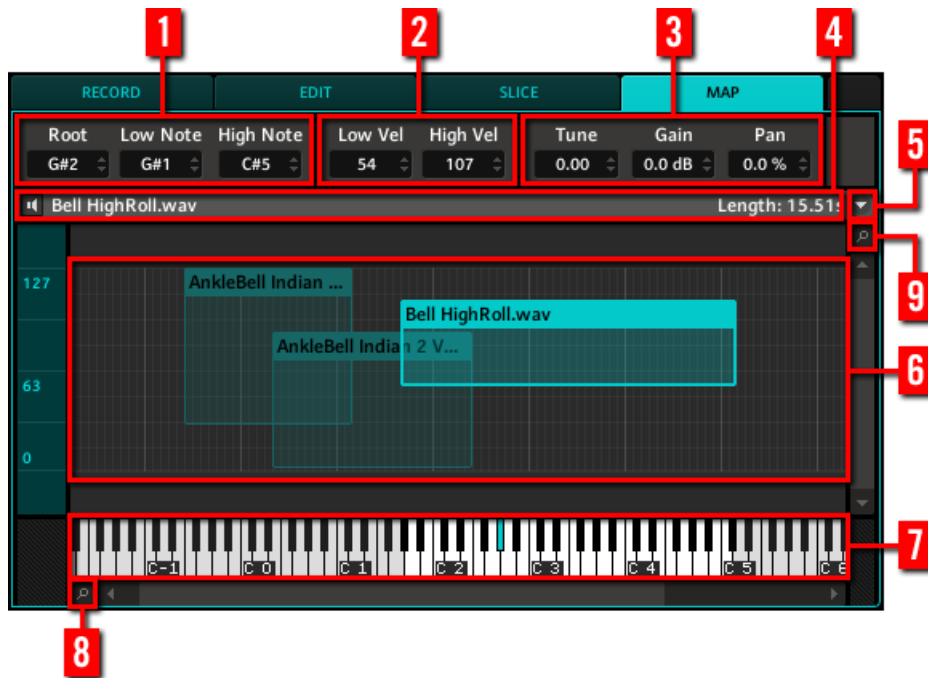 1 2 3 4
RECORD EDIT SLICE MAP
Root Low Note High Note Low Vel High Vel Tune Gain Pan
G#2 G#1 C#5 54 107 0.00 0.0 dB 0.0 %
5
Bell HighRoll.wav Length: 15.51s
9
127 AnkleBell Indian ...
Bell HighRoll.wav
AnkleBell Indian 2 V...
6
63
0
7
C-1 C 0 C 1 C 2 C 3 C 4 C 5 C 6
8